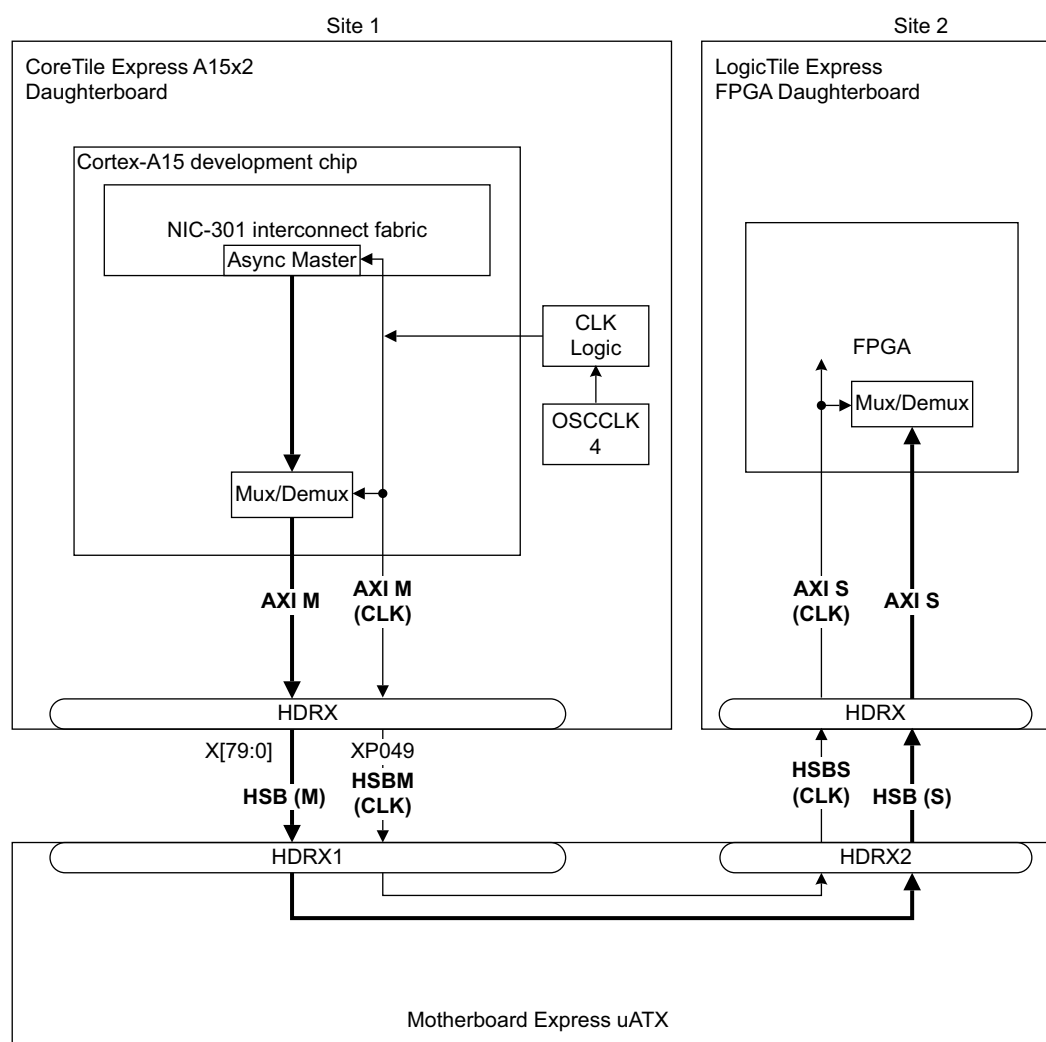 Site 1
Site 2
CoreTile Express A15x2
Daughterboard
LogicTile Express
FPGA Daughterboard
Cortex-A15 development chip
NIC-301 interconnect fabric
Async Master
CLK
Logic
OSCCLK
4
FPGA
Mux/Demux
Mux/Demux
AXI M
AXI M
(CLK)
AXI S
(CLK)
AXI S
HDRX
HDRX
X[79:0]
XP049
HSB (M)
HSBM
(CLK)
HSBS
(CLK)
HSB (S)
HDRX1
HDRX2
Motherboard Express uATX